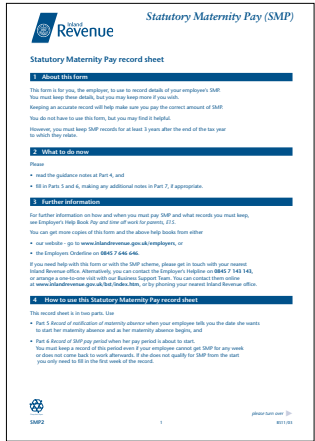 Statutory Maternity Pay (SMP)
Inland
Revenue
Statutory Maternity Pay record sheet
1 About this form
This form is for you, the employer, to use to record details of your employee's SMP.
You must keep these details, but you may keep more if you wish.
Keeping an accurate record will help make sure you pay the correct amount of SMP.
You do not have to use this form, but you may find it helpful.
However, you must keep SMP records for at least 3 years after the end of the tax year
to which they relate.
2 What to do now
Please
• read the guidance notes at Part 4, and
• fill in Parts 5 and 6, making any additional notes in Part 7, if appropriate.
3 Further information
For further information on how and when you must pay SMP and what records you must keep,
see Employer's Help Book Pay and time off work for parents, E15.
You can get more copies of this form and the above help books from either
• our website - go to www.inlandrevenue.gov.uk/employers, or
• the Employers Orderline on 0845 7 646 646.
If you need help with this form or with the SMP scheme, please get in touch with your nearest
Inland Revenue office. Alternatively, you can contact the Employer's Helpline on 0845 7 143 143,
or arrange a one-to-one visit with our Business Support Team. You can contact them online
at www.inlandrevenue.gov.uk/bst/index.htm, or by phoning your nearest Inland Revenue office.
4 How to use this Statutory Maternity Pay record sheet
This record sheet is in two parts. Use
• Part 5 Record of notification of maternity absence when your employee tells you the date she wants
to start her maternity absence and as her maternity absence begins, and
• Part 6 Record of SMP pay period when her pay period is about to start.
You must keep a record of this period even if your employee cannot get SMP for any week
or does not come back to work afterwards. If she does not qualify for SMP from the start
you only need to fill in the first week of the record.
please turn over
SMP2
1
BS11/03